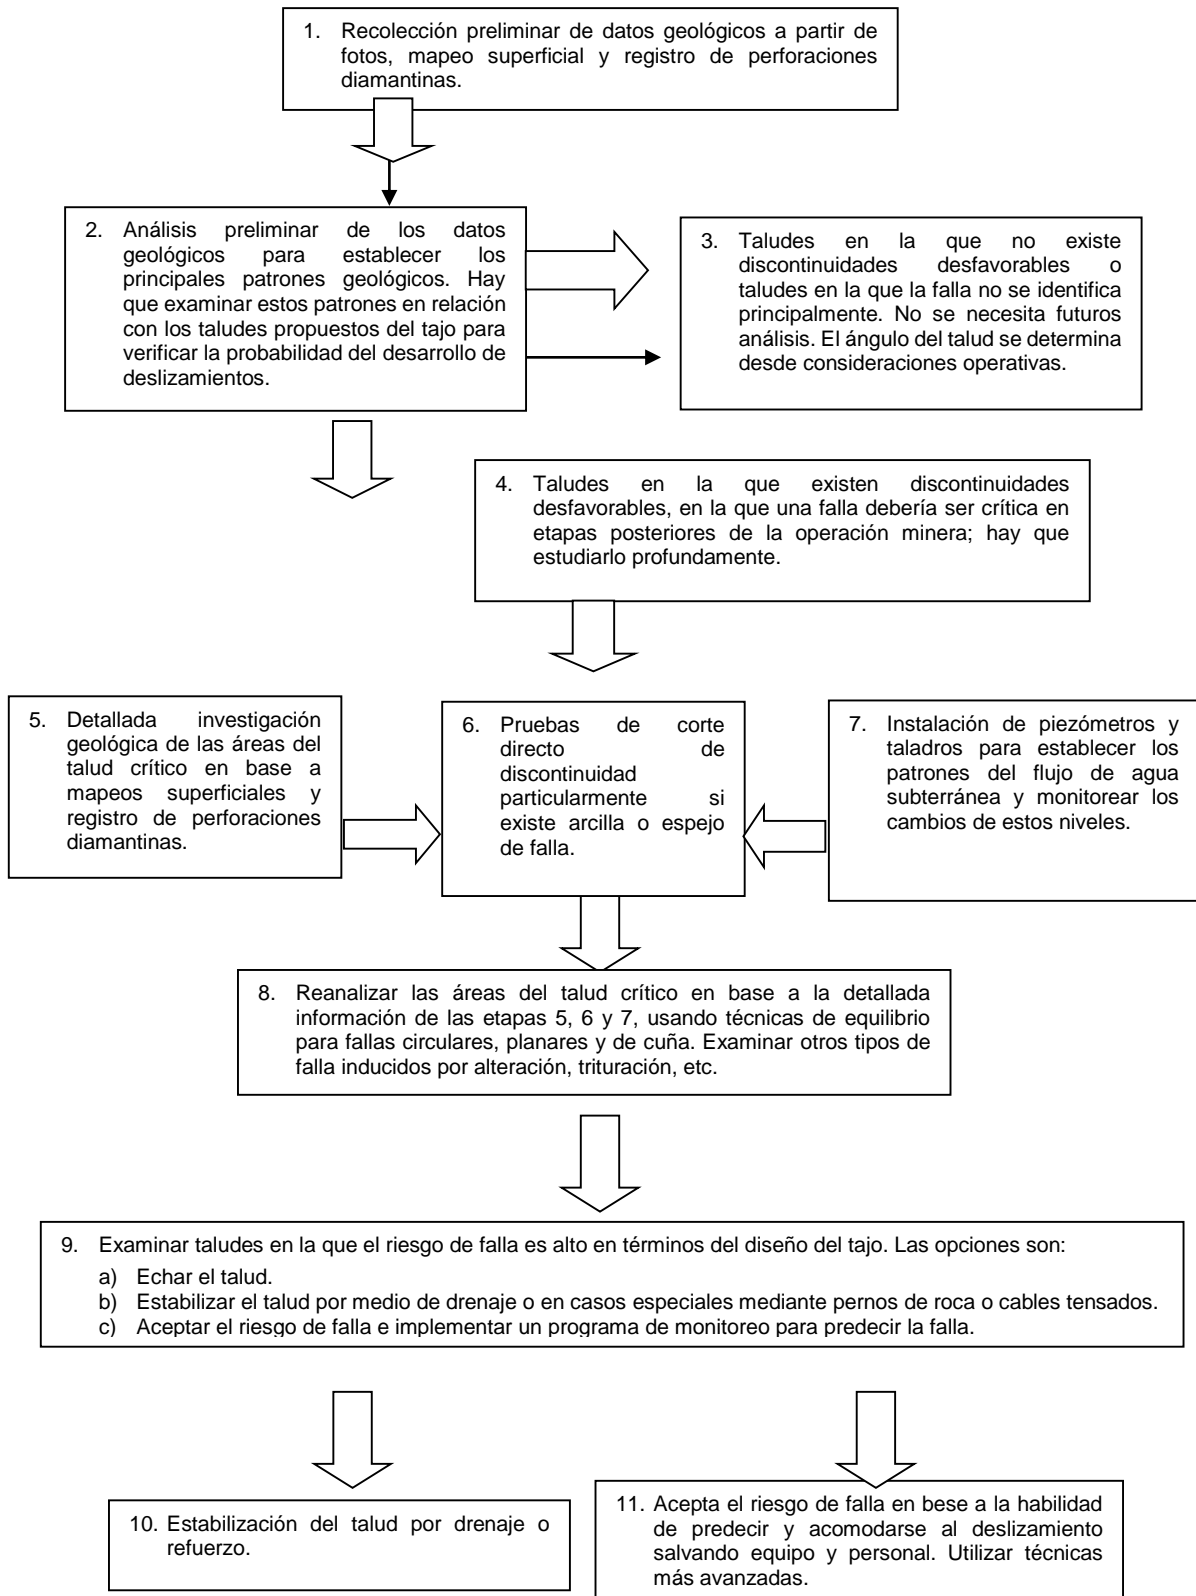 1. Recolección preliminar de datos geológicos a partir de
fotos, mapeo superficial y registro de perforaciones
diamantinas.
2. Análisis preliminar de los datos
geológicos para establecer los
principales patrones geológicos. Hay
que examinar estos patrones en relación
con los taludes propuestos del tajo para
verificar la probabilidad del desarrollo de
deslizamientos.
3. Taludes en la que no existe
discontinuidades desfavorables o
taludes en la que la falla no se identifica
principalmente. No se necesita futuros
análisis. El ángulo del talud se determina
desde consideraciones operativas.
4. Taludes en la que existen discontinuidades
desfavorables, en la que una falla debería ser crítica en
etapas posteriores de la operación minera; hay que
estudiarlo profundamente.
5. Detallada investigación
geológica de las áreas del
talud crítico en base a
mapeos superficiales y
registro de perforaciones
diamantinas.
6. Pruebas de corte
directo de
discontinuidad
particularmente si
existe arcilla o espejo
de falla.
7. Instalación de piezómetros y
taladros para establecer los
patrones del flujo de agua
subterránea y monitorear los
cambios de estos niveles.
8. Reanalizar las áreas del talud crítico en base a la detallada
información de las etapas 5, 6 y 7, usando técnicas de equilibrio
para fallas circulares, planares y de cuña. Examinar otros tipos de
falla inducidos por alteración, trituración, etc.
9. Examinar taludes en la que el riesgo de falla es alto en términos del diseño del tajo. Las opciones son:
a) Echar el talud.
b) Estabilizar el talud por medio de drenaje o en casos especiales mediante pernos de roca o cables tensados.
c) Aceptar el riesgo de falla e implementar un programa de monitoreo para predecir la falla.
10. Estabilización del talud por drenaje o
refuerzo.
11. Acepta el riesgo de falla en bese a la habilidad
de predecir y acomodarse al deslizamiento
salvando equipo y personal. Utilizar técnicas
más avanzadas.